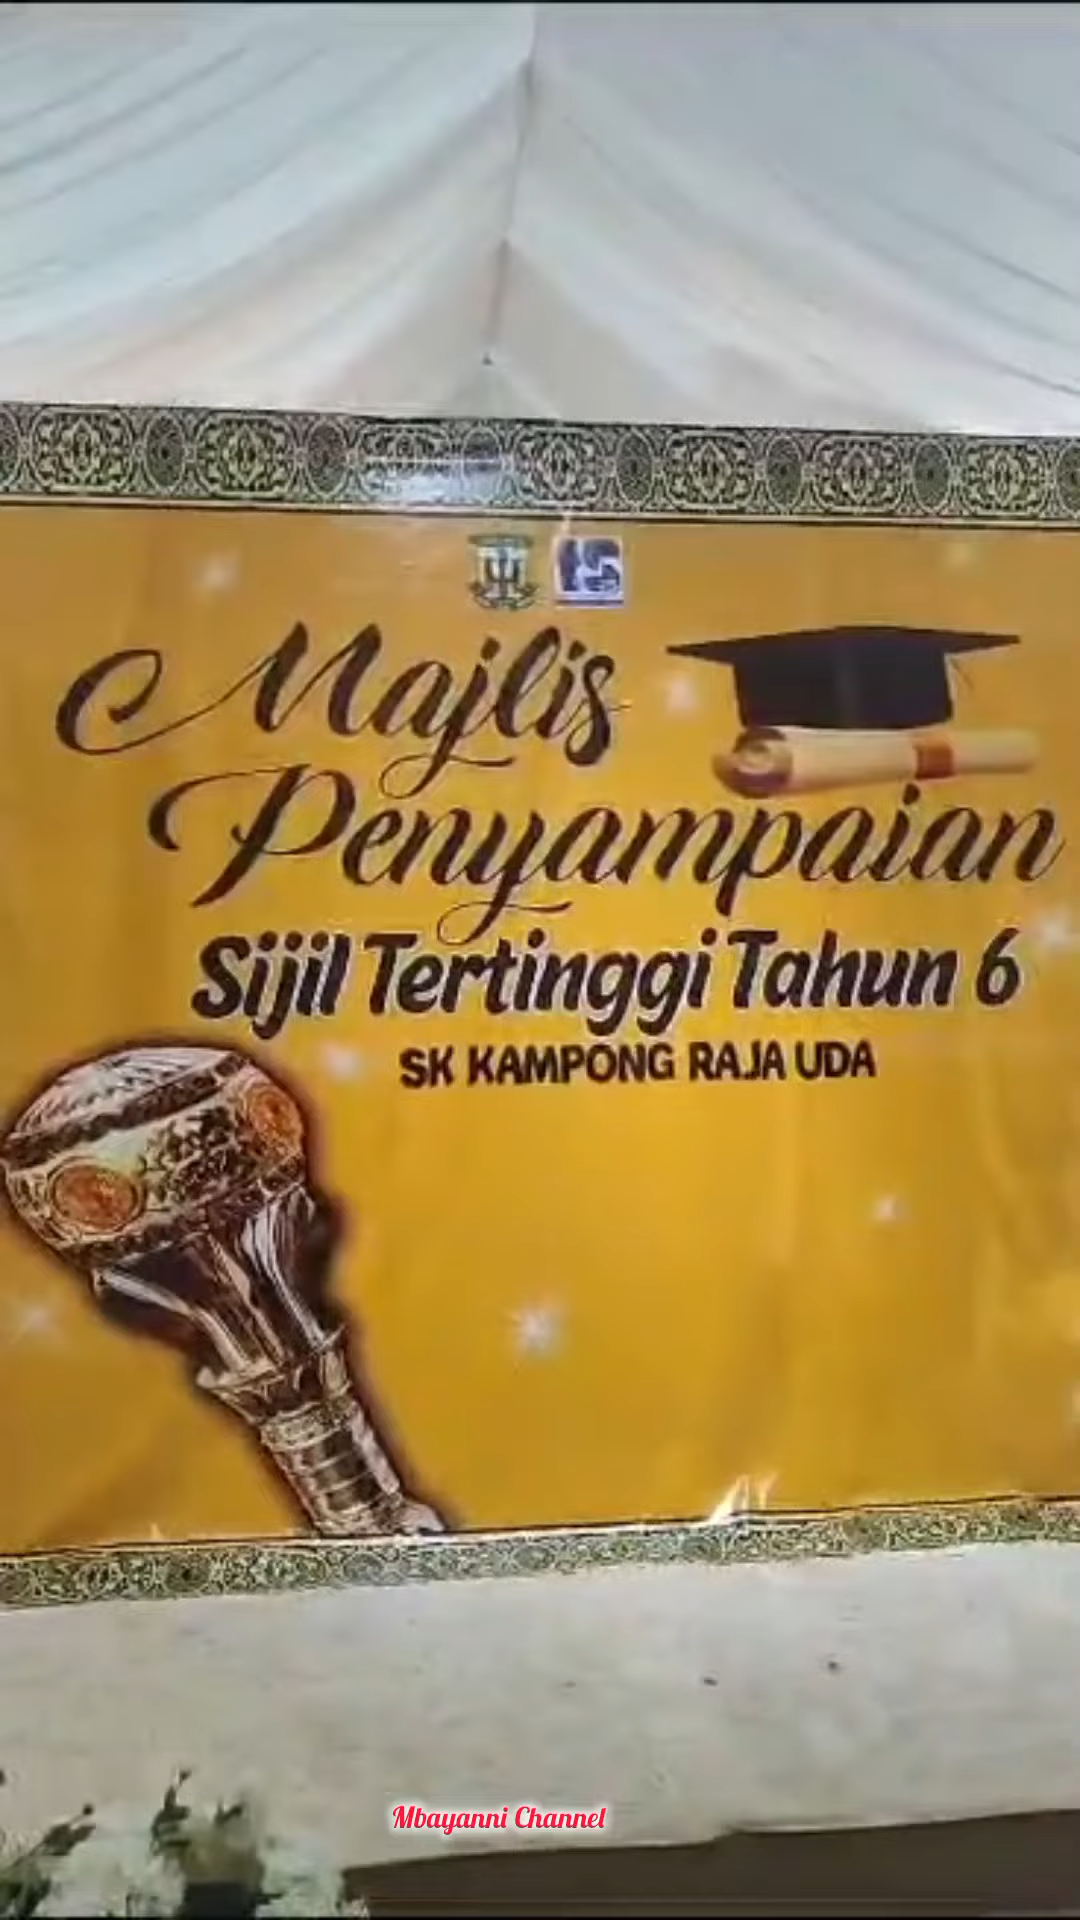 Majlis
Penyampaian
Sijil Tertinggi Tahun 6
SK KAMPONG RAJA UDA
Mbayanni Channel